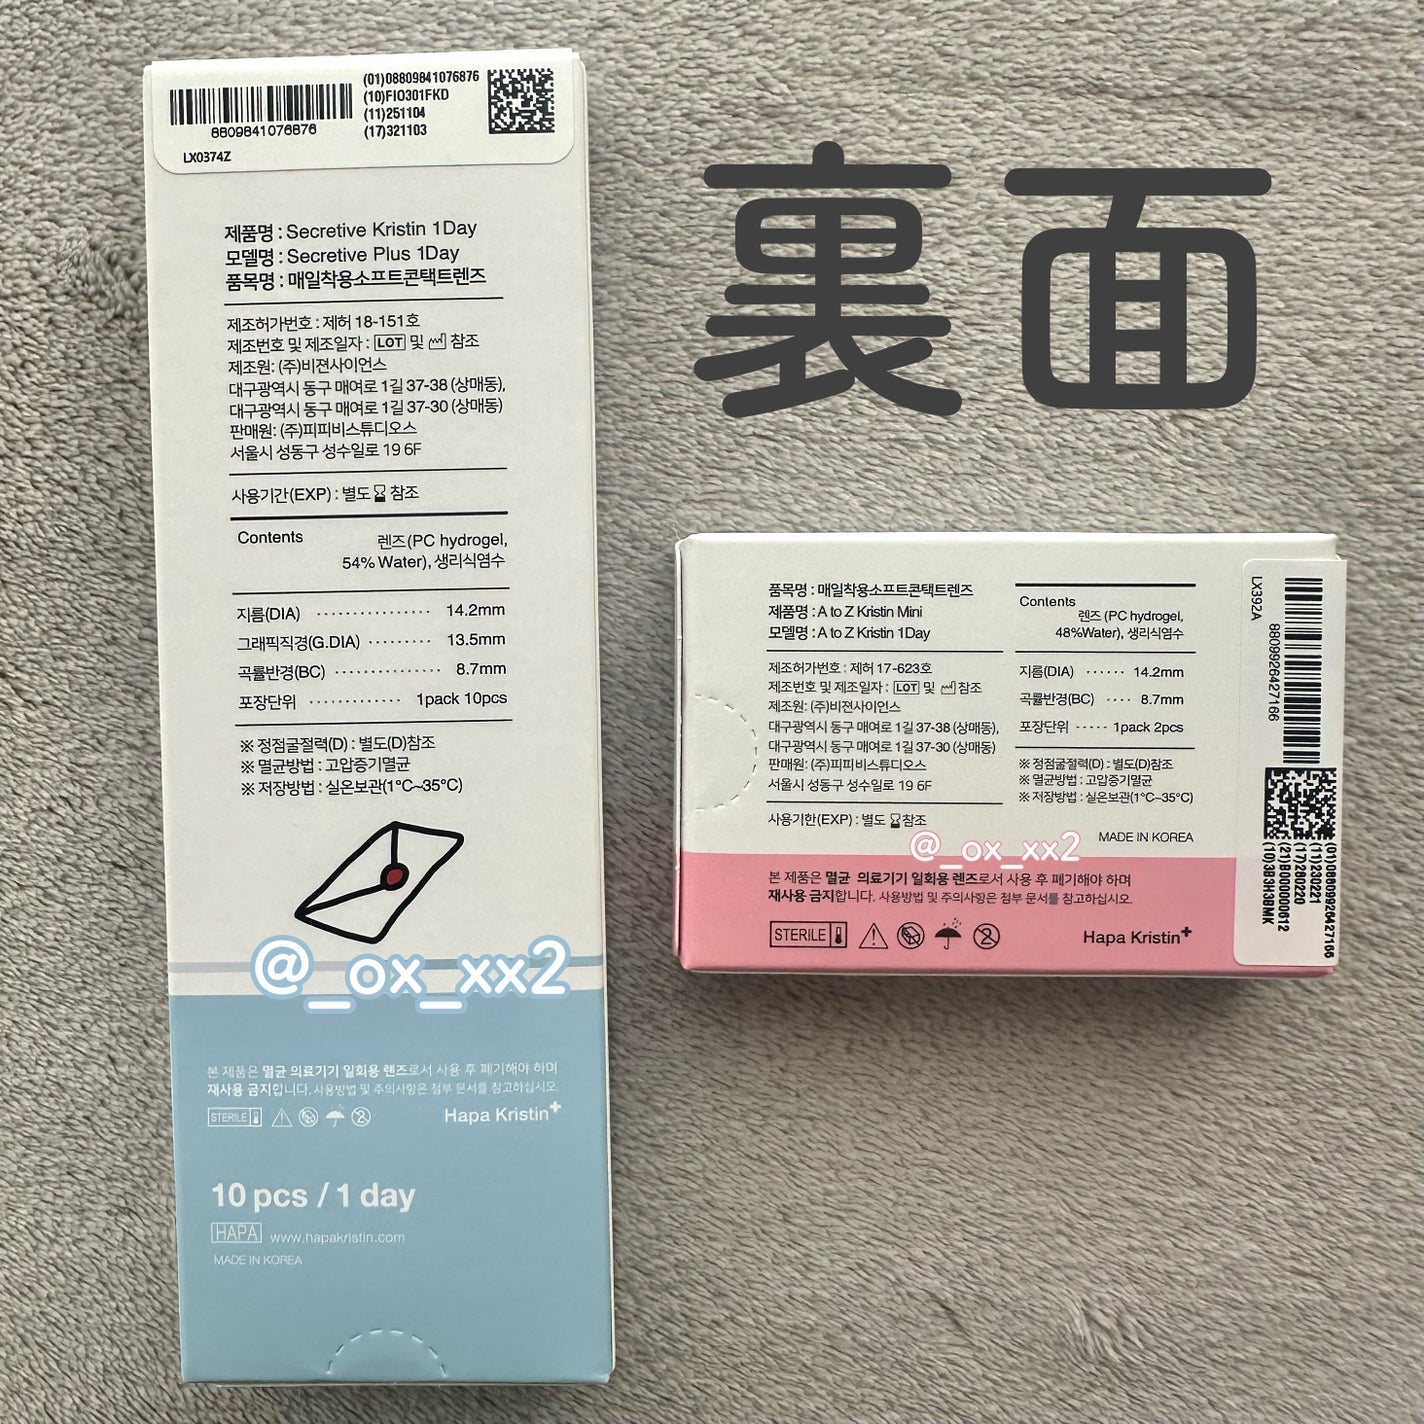 (01)08809841076876
(10)FIO301FKD
(11)251104
(17)321103
8809841076876
LX0374Z
제품명 : Secretive Kristin 1Day
모델명 : Secretive Plus 1Day
품목명 : 매일착용소프트콘택트렌즈
제조허가번호 : 제허 18-151호
제조번호 및 제조일자 : LOT 및 참조
제조원: (주)비젼사이언스
대구광역시 동구 매여로 1길 37-38 (상매동),
대구광역시 동구 매여로 1길 37-30 (상매동)
판매원: (주)피피비스튜디오스
서울시 성동구 성수일로 19 6F
사용기간(EXP) : 별도 참조
Contents 렌즈(PC hydrogel,
54% Water), 생리식염수
지름(DIA) ················ 14.2mm
그래픽직경(G.DIA) ········· 13.5mm
곡률반경(BC) ··············· 8.7mm
포장단위 ············· 1pack 10pcs
※ 정점굴절력(D) : 별도(D)참조
※ 멸균방법 : 고압증기멸균
※ 저장방법 : 실온보관(1°C~35°C)
@_ox_xx2
본 제품은 멸균 의료기기 일회용 렌즈로서 사용 후 폐기해야 하며
재사용 금지입니다. 사용방법 및 주의사항은 첨부 문서를 참고하십시오.
STERILE
2
Hapa Kristin+
10 pcs / 1 day
HAPA www.hapakristin.com
MADE IN KOREA
裏面
품목명 : 매일착용소프트콘택트렌즈
제품명 : A to Z Kristin Mini
모델명 : A to Z Kristin 1Day
제조허가번호 : 제허 17-623호
제조번호 및 제조일자 : LOT 및 참조
제조원: (주)비젼사이언스
대구광역시 동구 매여로 1길 37-38 (상매동),
대구광역시 동구 매여로 1길 37-30 (상매동)
판매원: (주)피피비스튜디오스
서울시 성동구 성수일로 19 6F
사용기한(EXP) : 별도 참조
Contents
렌즈 (PC hydrogel,
48%Water), 생리식염수
지름(DIA) ······ 14.2mm
곡률반경(BC) ···· 8.7mm
포장단위 ····· 1pack 2pcs
※ 정점굴절력(D) : 별도(D)참조
※ 멸균방법 : 고압증기멸균
※ 저장방법 : 실온보관(1°C~35°C)
MADE IN KOREA
@_ox_xx2
본 제품은 멸균 의료기기 일회용 렌즈로서 사용 후 폐기해야 하며
재사용 금지합니다. 사용방법 및 주의사항은 첨부 문서를 참고하십시오.
STERILE
2
Hapa Kristin+
LX392A
8809926427166
(01)08809926427166
(11)230221
(17)280220
(21)B000000612
(10)3B3H3BMK